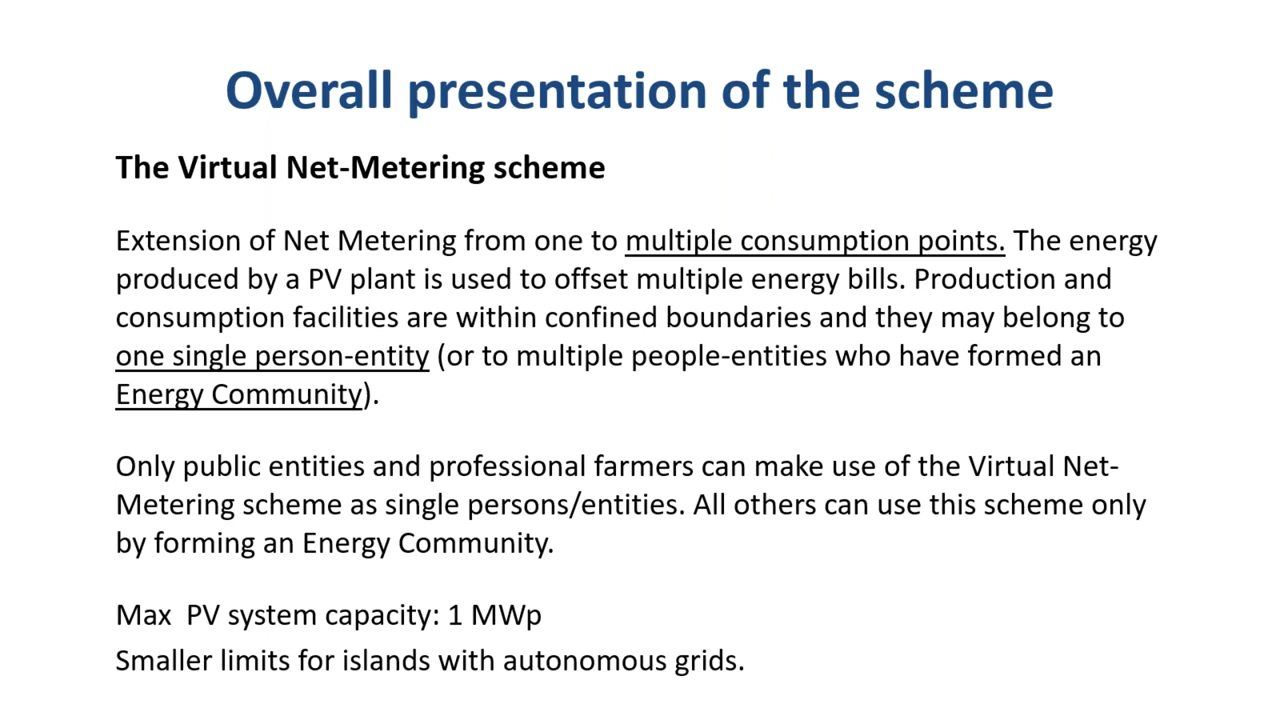 Overall presentation of the scheme
The Virtual Net-Metering scheme
Extension of Net Metering from one to multiple consumption points. The energy
produced by a PV plant is used to offset multiple energy bills. Production and
consumption facilities are within confined boundaries and they may belong to
one single person-entity (or to multiple people-entities who have formed an
Energy Community).
Only public entities and professional farmers can make use of the Virtual Net-
Metering scheme as single persons/entities. All others can use this scheme only
by forming an Energy Community.
Max  PV system capacity: 1 MWp
Smaller limits for islands with autonomous grids.